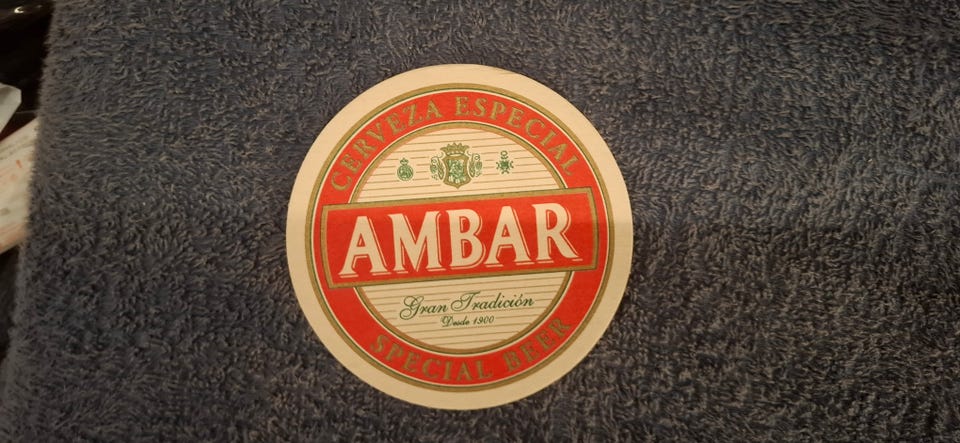 CERVEZA ESPECIAL
AMBAR
Gran Tradición
Desde 1900
SPECIAL BEER